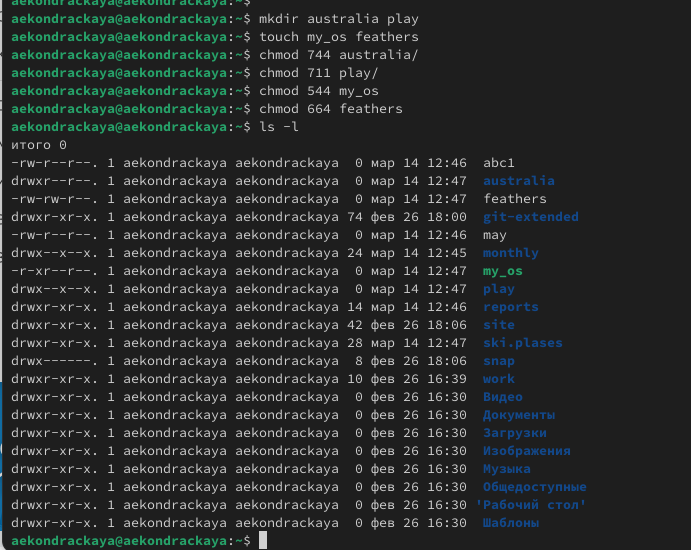 aekondrackaya@aekondrackaya:~$
aekondrackaya@aekondrackaya:~$ mkdir australia play
aekondrackaya@aekondrackaya:~$ touch my_os feathers
aekondrackaya@aekondrackaya:~$ chmod 744 australia/
aekondrackaya@aekondrackaya:~$ chmod 711 play/
aekondrackaya@aekondrackaya:~$ chmod 544 my_os
aekondrackaya@aekondrackaya:~$ chmod 664 feathers
aekondrackaya@aekondrackaya:~$ ls -l
итого 0
-rw-r--r--. 1 aekondrackaya aekondrackaya  0 мар 14 12:46  abc1
drwxr--r--. 1 aekondrackaya aekondrackaya  0 мар 14 12:47  australia
-rw-rw-r--. 1 aekondrackaya aekondrackaya  0 мар 14 12:47  feathers
drwxr-xr-x. 1 aekondrackaya aekondrackaya 74 фев 26 18:00  git-extended
-rw-r--r--. 1 aekondrackaya aekondrackaya  0 мар 14 12:46  may
drwx--x--x. 1 aekondrackaya aekondrackaya 24 мар 14 12:45  monthly
-r-xr--r--. 1 aekondrackaya aekondrackaya  0 мар 14 12:47  my_os
drwx--x--x. 1 aekondrackaya aekondrackaya  0 мар 14 12:47  play
drwxr-xr-x. 1 aekondrackaya aekondrackaya 14 мар 14 12:46  reports
drwxr-xr-x. 1 aekondrackaya aekondrackaya 42 фев 26 18:06  site
drwxr-xr-x. 1 aekondrackaya aekondrackaya 28 мар 14 12:47  ski.plases
drwx------. 1 aekondrackaya aekondrackaya  8 фев 26 18:06  snap
drwxr-xr-x. 1 aekondrackaya aekondrackaya 10 фев 26 16:39  work
drwxr-xr-x. 1 aekondrackaya aekondrackaya  0 фев 26 16:30  Видео
drwxr-xr-x. 1 aekondrackaya aekondrackaya  0 фев 26 16:30  Документы
drwxr-xr-x. 1 aekondrackaya aekondrackaya  0 фев 26 16:30  Загрузки
drwxr-xr-x. 1 aekondrackaya aekondrackaya  0 фев 26 16:30  Изображения
drwxr-xr-x. 1 aekondrackaya aekondrackaya  0 фев 26 16:30  Музыка
drwxr-xr-x. 1 aekondrackaya aekondrackaya  0 фев 26 16:30  Общедоступные
drwxr-xr-x. 1 aekondrackaya aekondrackaya  0 фев 26 16:30 'Рабочий стол'
drwxr-xr-x. 1 aekondrackaya aekondrackaya  0 фев 26 16:30  Шаблоны
aekondrackaya@aekondrackaya:~$